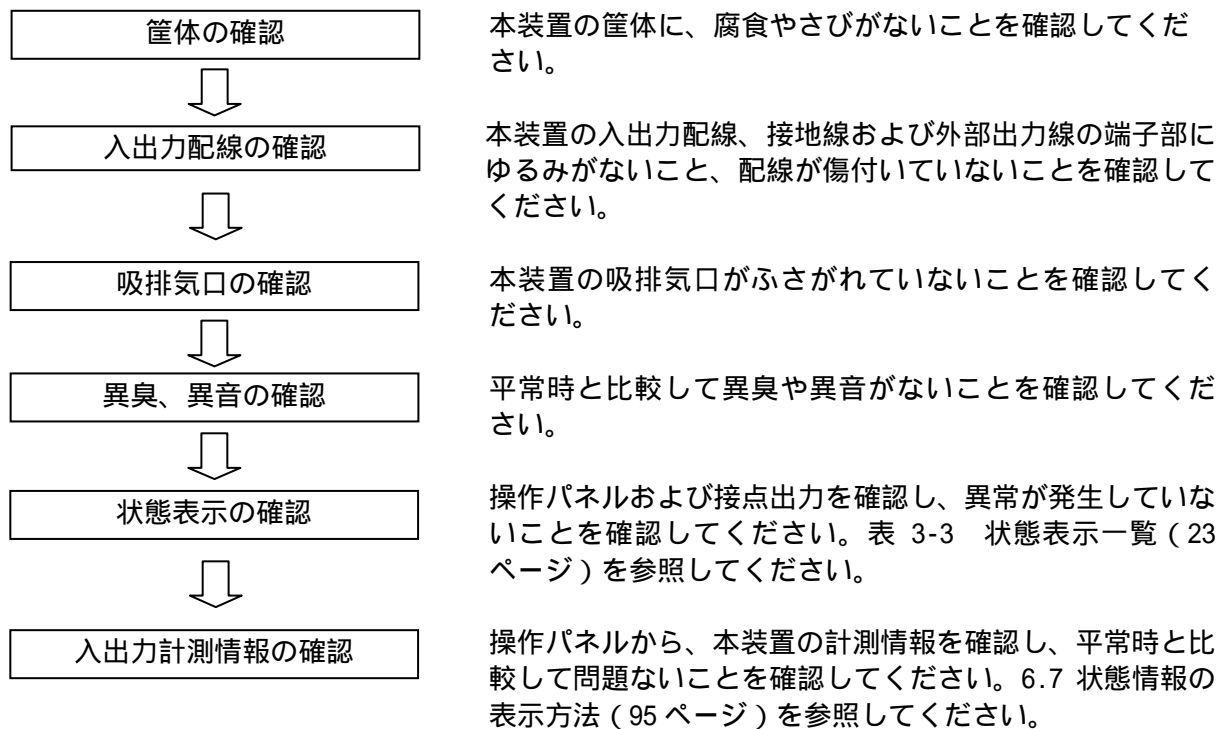 筐体の確認
本装置の筐体に、腐食やさびがないことを確認してくだ
さい。
入出力配線の確認
本装置の入出力配線、接地線および外部出力線の端子部に
ゆるみがないこと、配線が傷付いていないことを確認して
ください。
吸排気口の確認
本装置の吸排気口がふさがれていないことを確認してく
ださい。
異臭、異音の確認
平常時と比較して異臭や異音がないことを確認してくだ
さい。
状態表示の確認
操作パネルおよび接点出力を確認し、異常が発生していな
いことを確認してください。表 3-3　状態表示一覧（23
ページ）を参照してください。
入出力計測情報の確認
操作パネルから、本装置の計測情報を確認し、平常時と比
較して問題ないことを確認してください。6.7 状態情報の
表示方法（95 ページ）を参照してください。